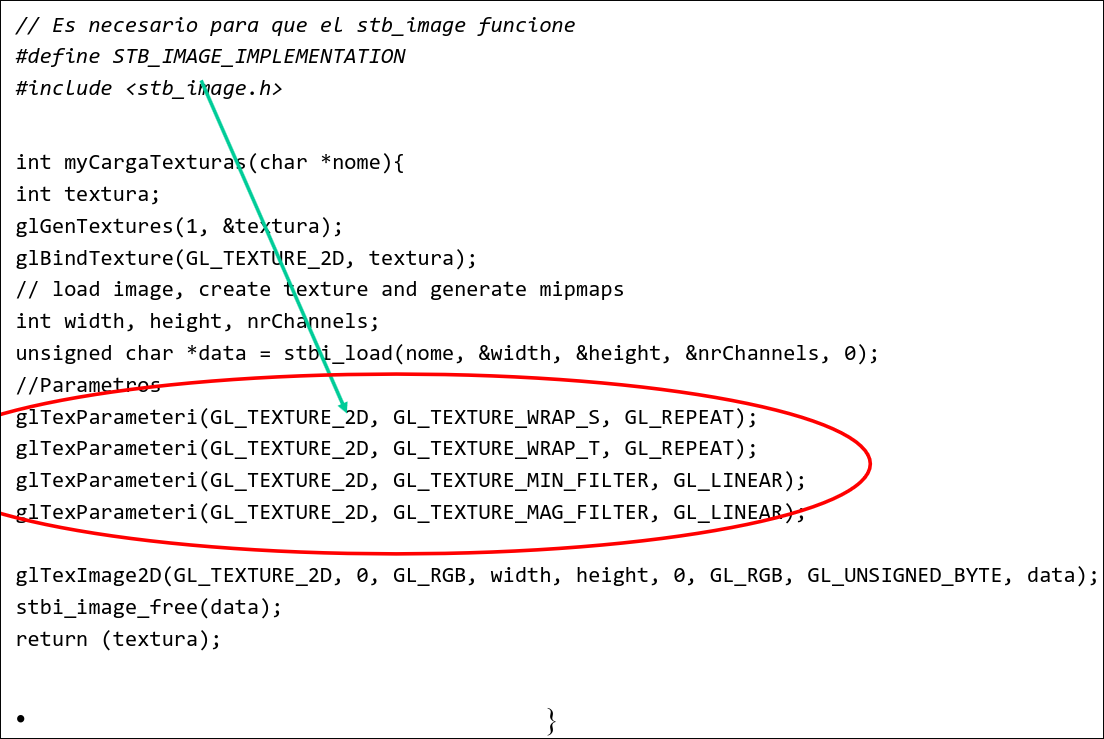 // Es necesario para que el stb_image funcione
#define STB_IMAGE_IMPLEMENTATION
#include <stb_image.h>
int myCargaTexturas(char *nome){
int textura;
glGenTextures(1, &textura);
glBindTexture(GL_TEXTURE_2D, textura);
// load image, create texture and generate mipmaps
int width, height, nrChannels;
unsigned char *data = stbi_load(nome, &width, &height, &nrChannels, 0);
//Parametros
glTexParameteri(GL_TEXTURE_2D, GL_TEXTURE_WRAP_S, GL_REPEAT);
glTexParameteri(GL_TEXTURE_2D, GL_TEXTURE_WRAP_T, GL_REPEAT);
glTexParameteri(GL_TEXTURE_2D, GL_TEXTURE_MIN_FILTER, GL_LINEAR);
glTexParameteri(GL_TEXTURE_2D, GL_TEXTURE_MAG_FILTER, GL_LINEAR);
glTexImage2D(GL_TEXTURE_2D, 0, GL_RGB, width, height, 0, GL_RGB, GL_UNSIGNED_BYTE, data);
stbi_image_free(data);
return (textura);
• }